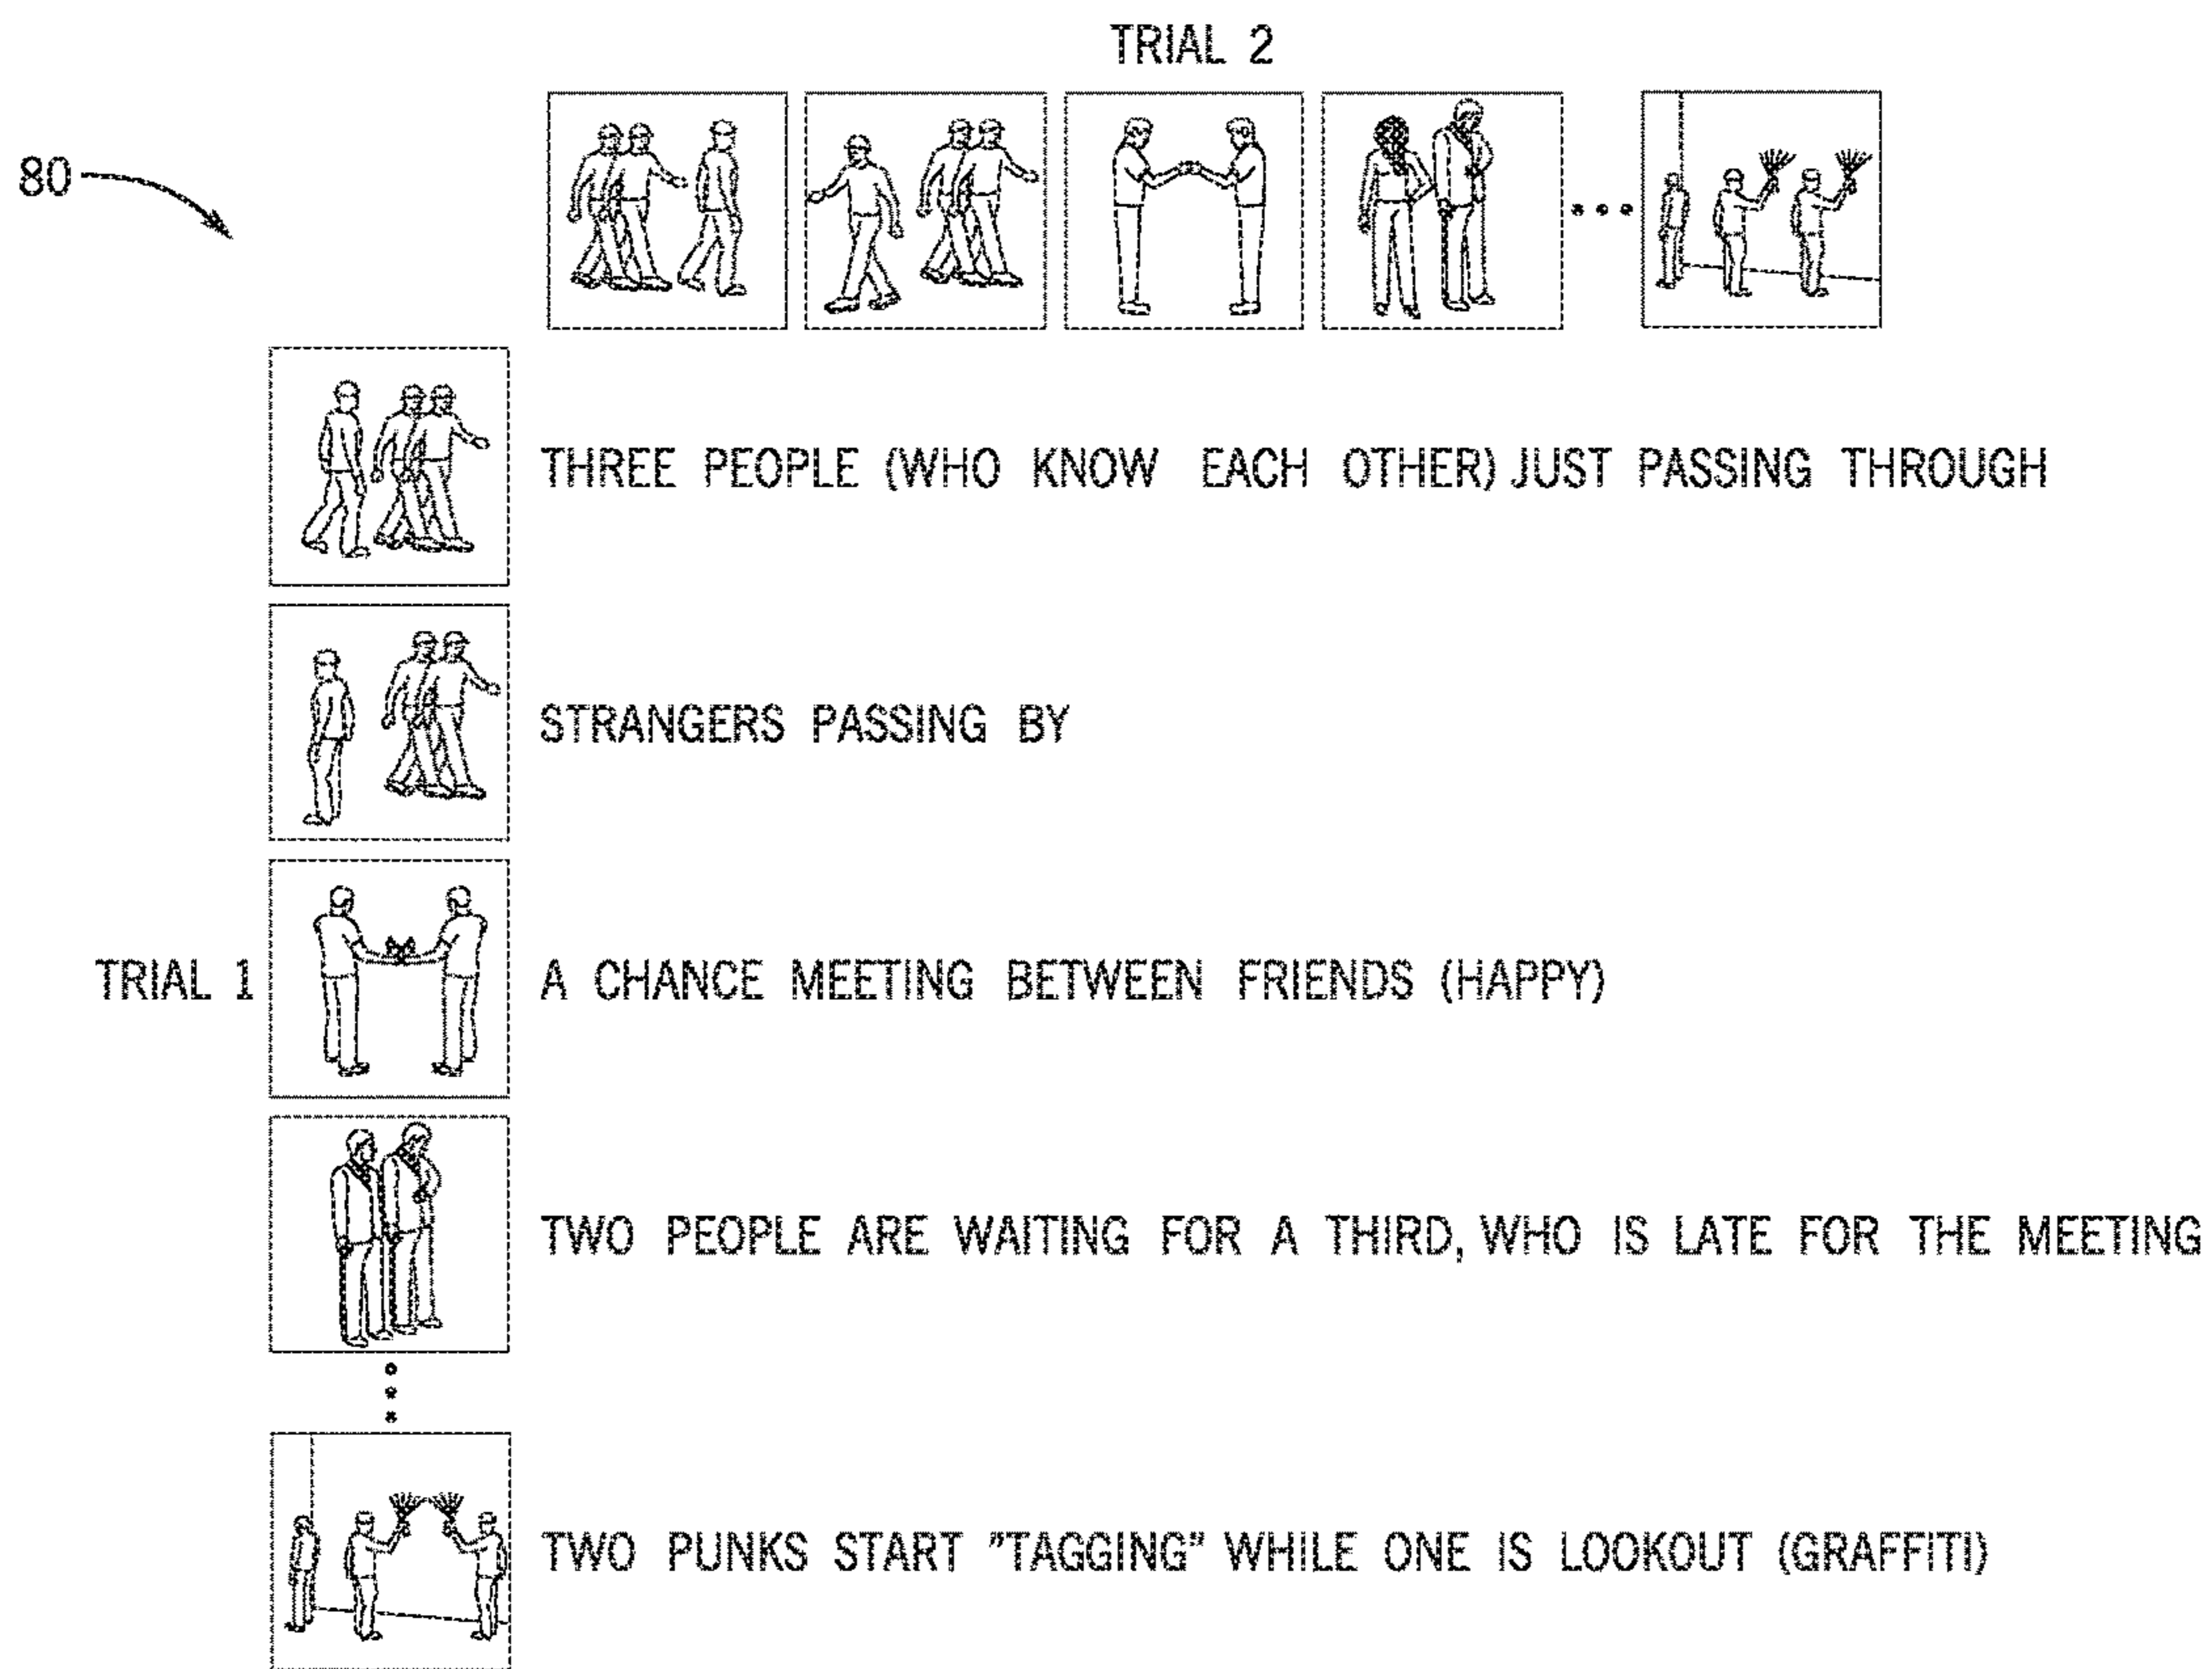 TRIAL 2
80
THREE PEOPLE (WHO KNOW EACH OTHER) JUST PASSING THROUGH
STRANGERS PASSING BY
TRIAL 1
A CHANCE MEETING BETWEEN FRIENDS (HAPPY)
TWO PEOPLE ARE WAITING FOR A THIRD, WHO IS LATE FOR THE MEETING
TWO PUNKS START "TAGGING" WHILE ONE IS LOOKOUT (GRAFFITI)